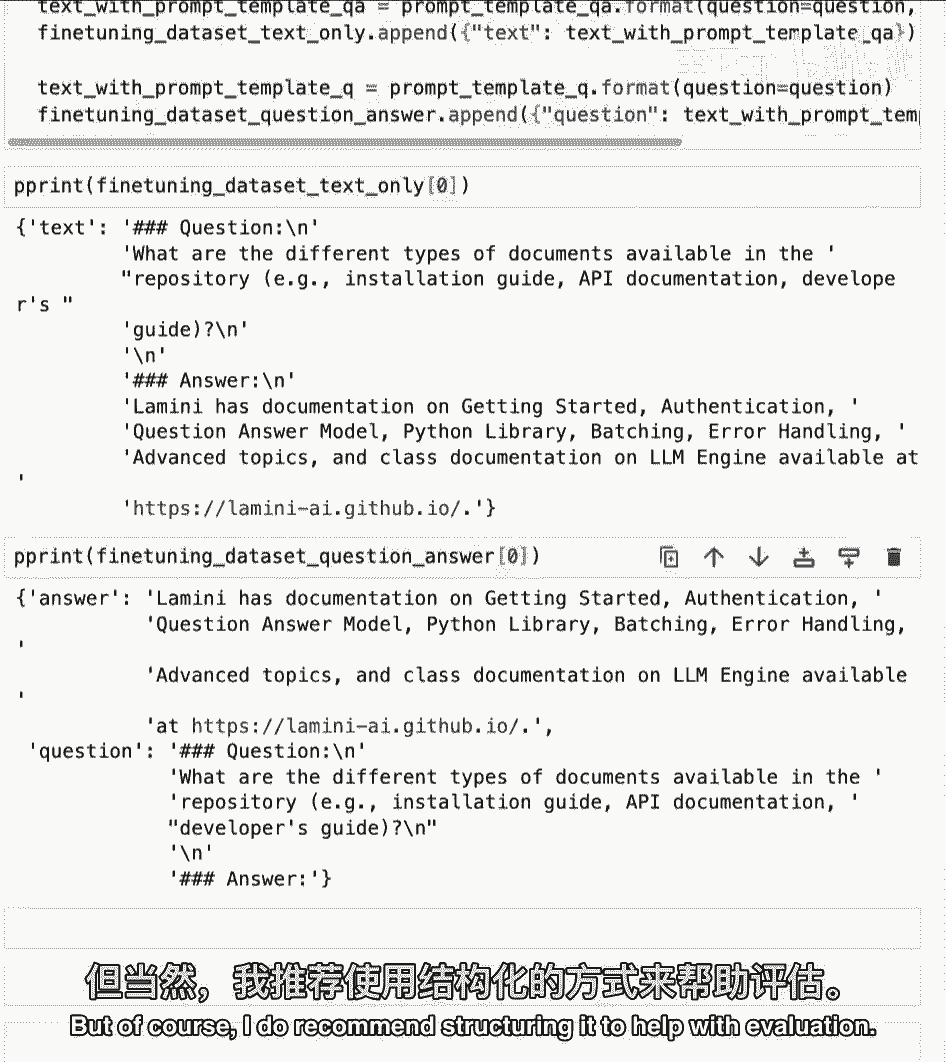 text_with_prompt_template_qa = prompt_template_qa.format(question=question,
finetuning_dataset_text_only.append({"text": text_with_prompt_template_qa})
text_with_prompt_template_q = prompt_template_q.format(question=question)
finetuning_dataset_question_answer.append({"question": text_with_prompt_tem
pprint(finetuning_dataset_text_only[0])
{'text': '### Question:\n'
'What are the different types of documents available in the '
"repository (e.g., installation guide, API documentation, develope
r's "
'guide)?\n'
'\n'
'### Answer:\n'
'Lamini has documentation on Getting Started, Authentication, '
'Question Answer Model, Python Library, Batching, Error Handling, '
'Advanced topics, and class documentation on LLM Engine available at
'
'https://lamini-ai.github.io/.'}
pprint(finetuning_dataset_question_answer[0])
{'answer': 'Lamini has documentation on Getting Started, Authentication, '
'Question Answer Model, Python Library, Batching, Error Handling,
'
'Advanced topics, and class documentation on LLM Engine available
'
'at https://lamini-ai.github.io/.',
'question': '### Question:\n'
'What are the different types of documents available in the '
'repository (e.g., installation guide, API documentation, '
"developer's guide)?\n"
'\n'
'### Answer:'}
但当然，我推荐使用结构化的方式来帮助评估。
But of course, I do recommend structuring it to help with evaluation.